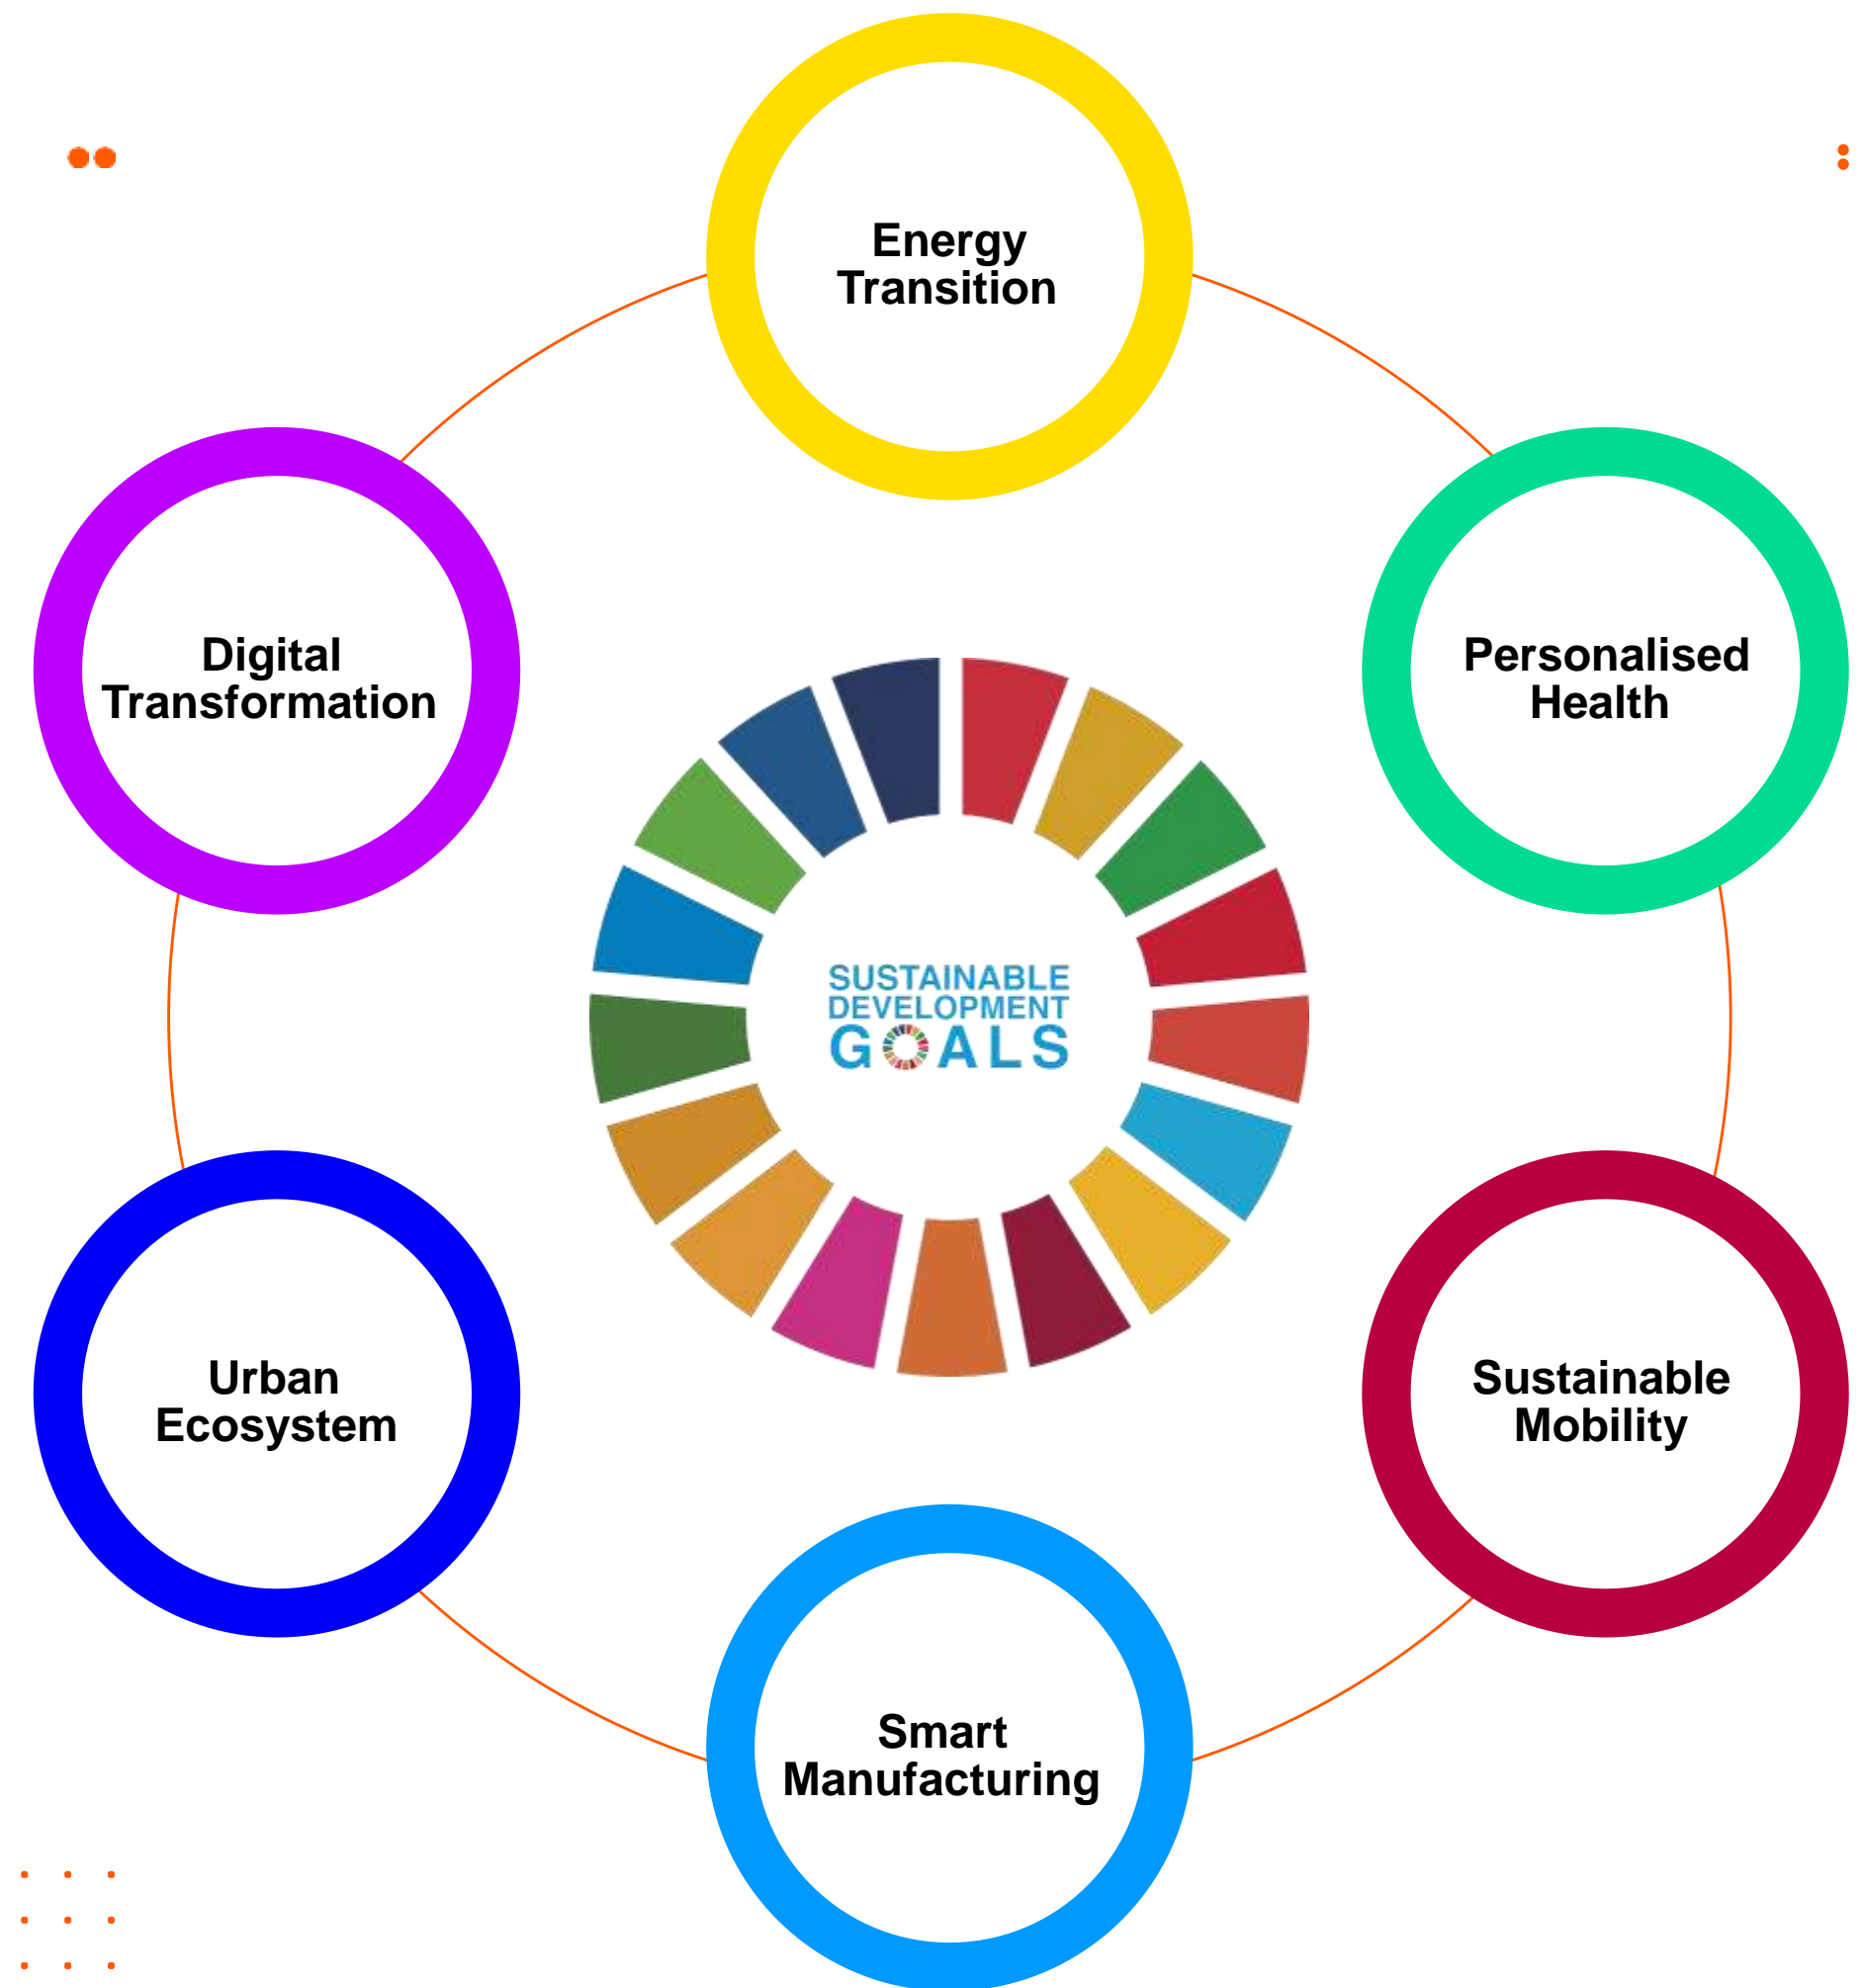 Energy
Transition
Digital
Transformation
Personalised
Health
SUSTAINABLE
DEVELOPMENT
GOALS
Urban
Ecosystem
Sustainable
Mobility
Smart
Manufacturing